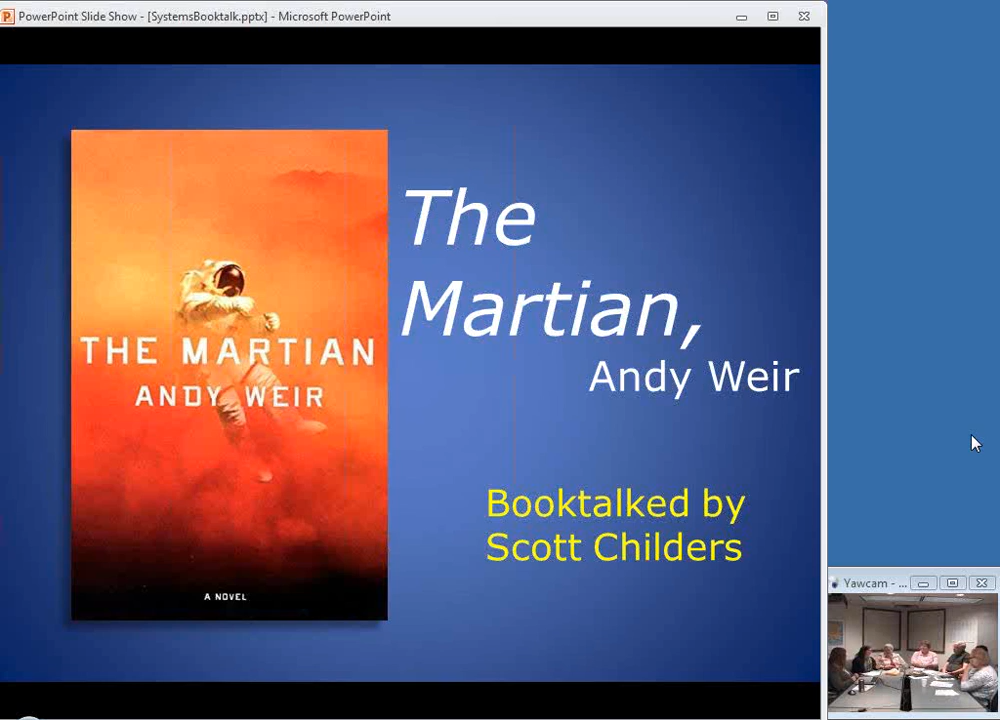 PowerPoint Slide Show - [SystemsBooktalk.pptx] - Microsoft PowerPoint
THE MARTIAN
ANDY WEIR
A NOVEL
The
Martian,
Andy Weir
Booktalked by
Scott Childers
Yawcam - ...